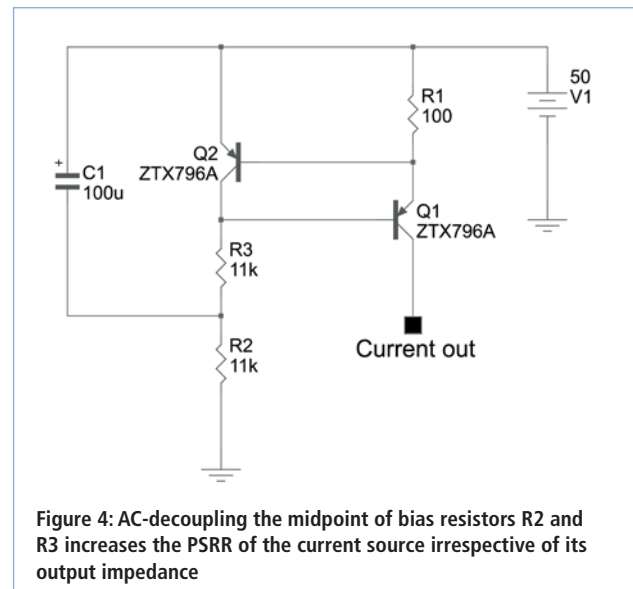 50
V1
R1
100
Q2
ZTX796A
+
C1
100u
Q1
ZTX796A
R3
11k
R2
11k
Current out
Figure 4: AC-decoupling the midpoint of bias resistors R2 and
R3 increases the PSRR of the current source irrespective of its
output impedance